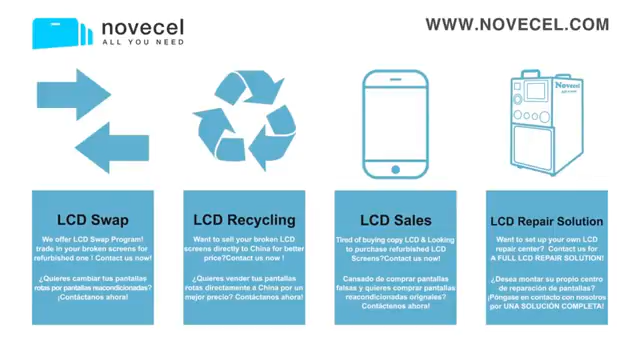 novecel
ALL YOU NEED
WWW.NOVECEL.COM
Novecel
LCD Swap
We offer LCD Swap Program!
trade in your broken screens for
refurbished one ! Contact us now!
¿Quieres cambiar tus pantallas
rotas por pantallas reacondicionadas?
¡Contáctanos ahora!
LCD Recycling
Want to sell your broken LCD
screens directly to China for better
price?Contact us now !
¿Quieres vender tus pantallas
rotas directamente a China por un
mejor precio? Contáctanos ahora!
LCD Sales
Tired of buying copy LCD & Looking
to purchase refurbished LCD
Screens?Contact us now!
Cansado de comprar pantallas
falsas y quieres comprar pantallas
reacondicionadas orignales?
Contáctenos ahora!
LCD Repair Solution
Want to set up your own LCD
repair center? Contact us for
A FULL LCD REPAIR SOLUTION!
¿Desea montar su propio centro
de reparación de pantallas?
¡Póngase en contacto con nosotros
por UNA SOLUCIÓN COMPLETA!